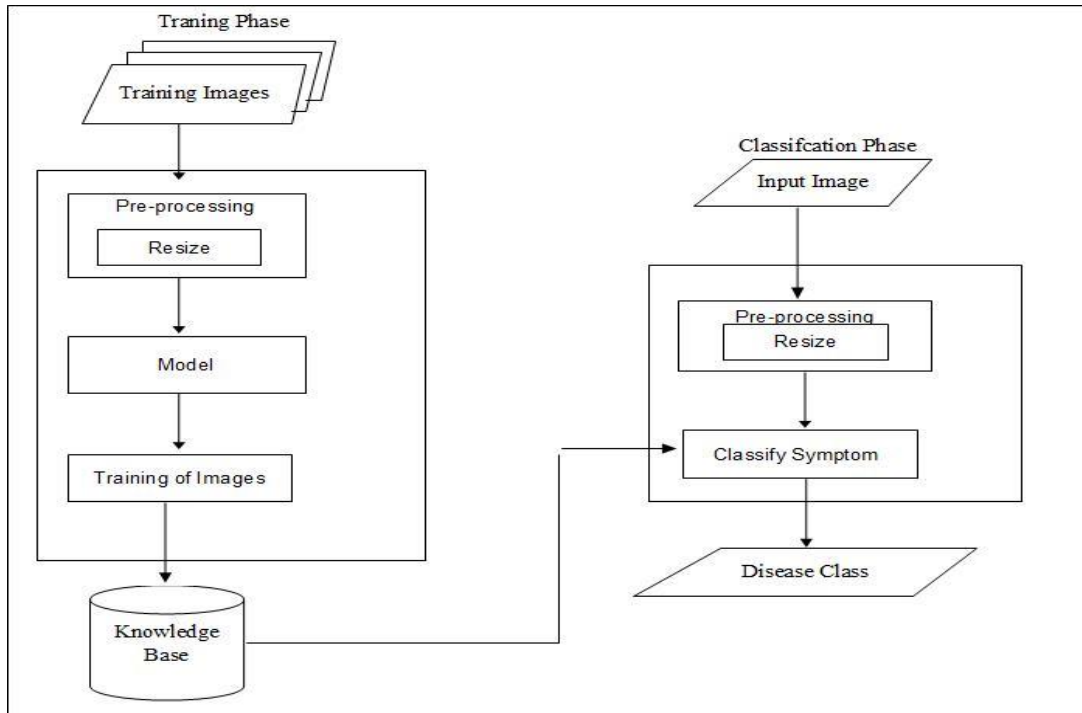 Traning Phase
Training Images
Pre-processing
Resize
Model
Training of Images
Knowledge
Base
Classifcation Phase
Input Image
Pre-processing
Resize
Classify Symptom
Disease Class